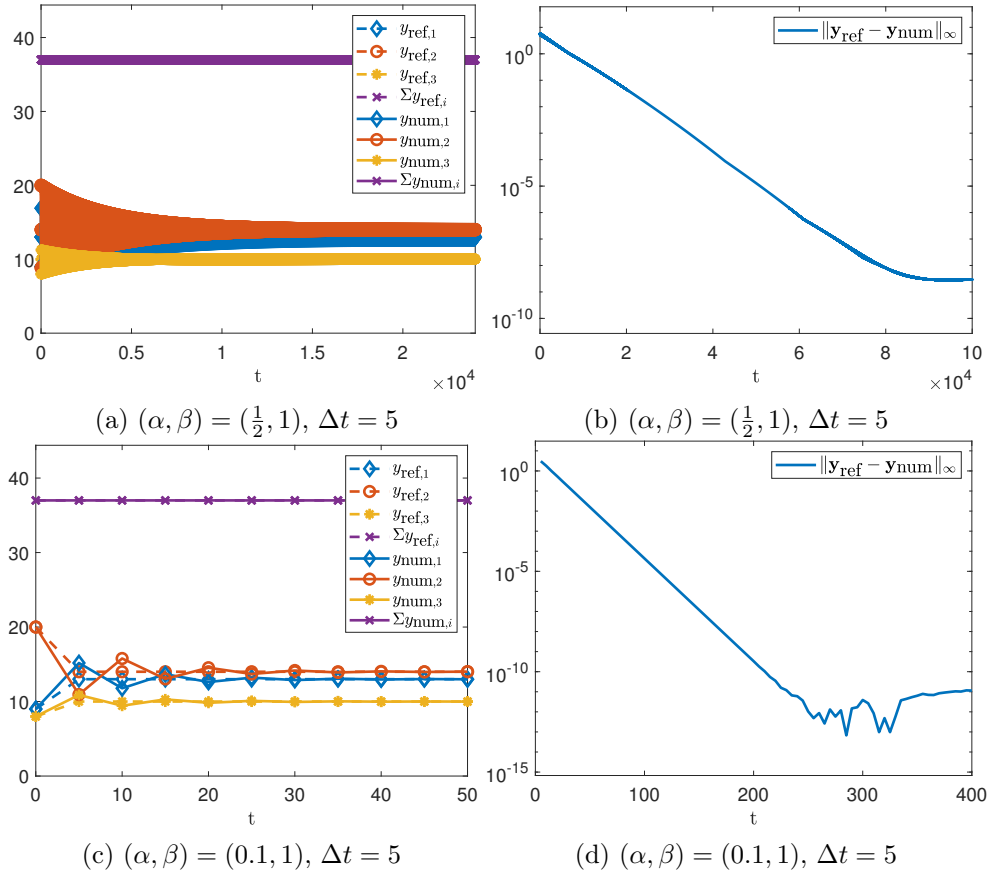 40
30
20
10
0
y_ref,1
y_ref,2
y_ref,3
Σy_ref,i
y_num,1
y_num,2
y_num,3
Σy_num,i
0 0.5 1 1.5 2
×10^4
t
(a) (α, β) = (1/2, 1), Δt = 5
10^0
10^-5
10^-10
‖y_ref − y_num‖_∞
0 2 4 6 8 10
×10^4
t
(b) (α, β) = (1/2, 1), Δt = 5
40
30
20
10
0
y_ref,1
y_ref,2
y_ref,3
Σy_ref,i
y_num,1
y_num,2
y_num,3
Σy_num,i
0 10 20 30 40 50
t
(c) (α, β) = (0.1, 1), Δt = 5
10^0
10^-5
10^-10
10^-15
‖y_ref − y_num‖_∞
0 100 200 300 400
t
(d) (α, β) = (0.1, 1), Δt = 5